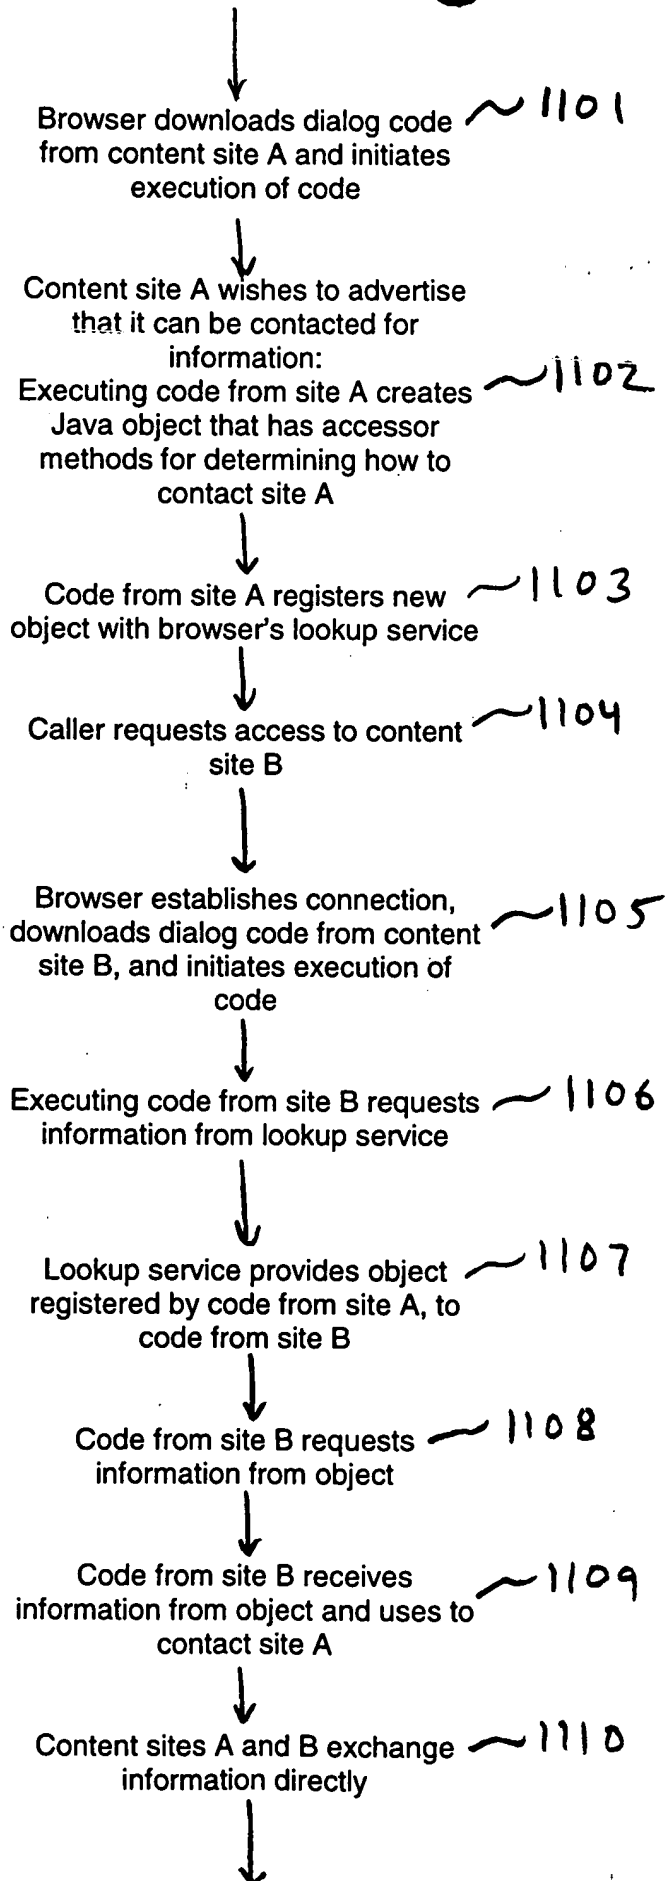 Browser downloads dialog code
from content site A and initiates
execution of code
1101
Content site A wishes to advertise
that it can be contacted for
information:
Executing code from site A creates
Java object that has accessor
methods for determining how to
contact site A
1102
Code from site A registers new
object with browser's lookup service
1103
Caller requests access to content
site B
1104
Browser establishes connection,
downloads dialog code from content
site B, and initiates execution of
code
1105
Executing code from site B requests
information from lookup service
1106
Lookup service provides object
registered by code from site A, to
code from site B
1107
Code from site B requests
information from object
1108
Code from site B receives
information from object and uses to
contact site A
1109
Content sites A and B exchange
information directly
1110